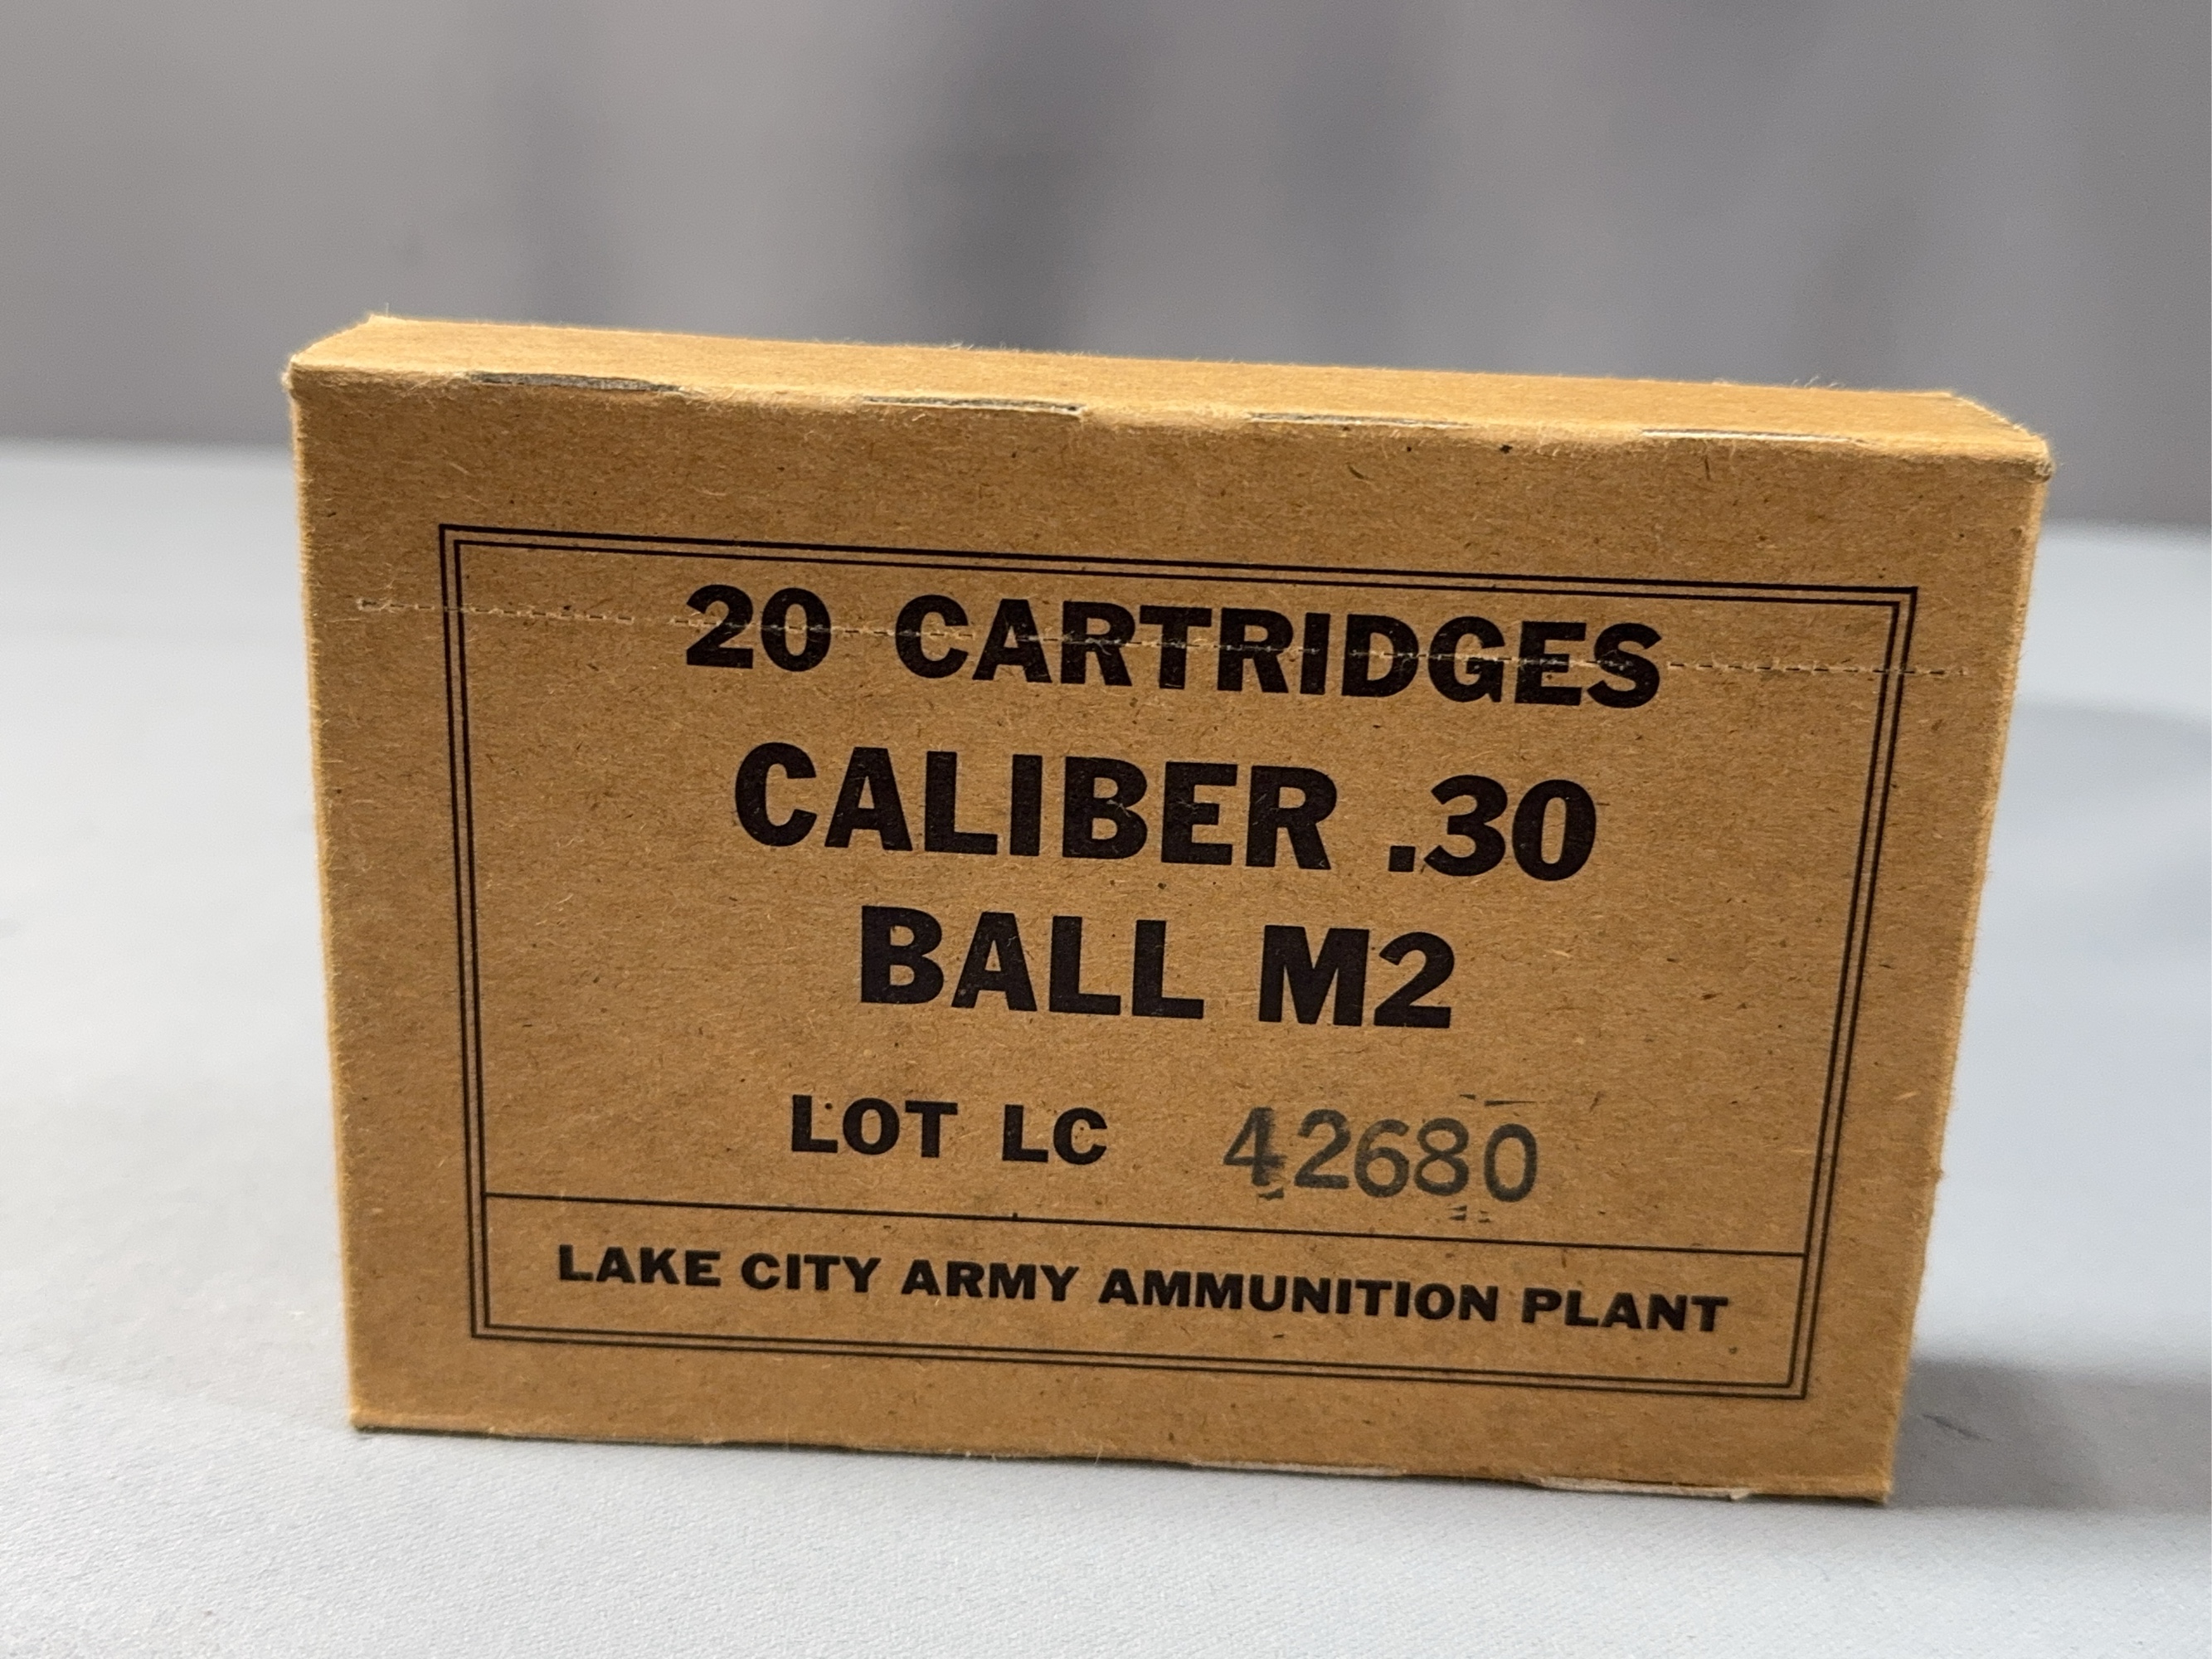 20 CARTRIDGES
CALIBER .30
BALL M2
LOT LC 42680
LAKE CITY ARMY AMMUNITION PLANT